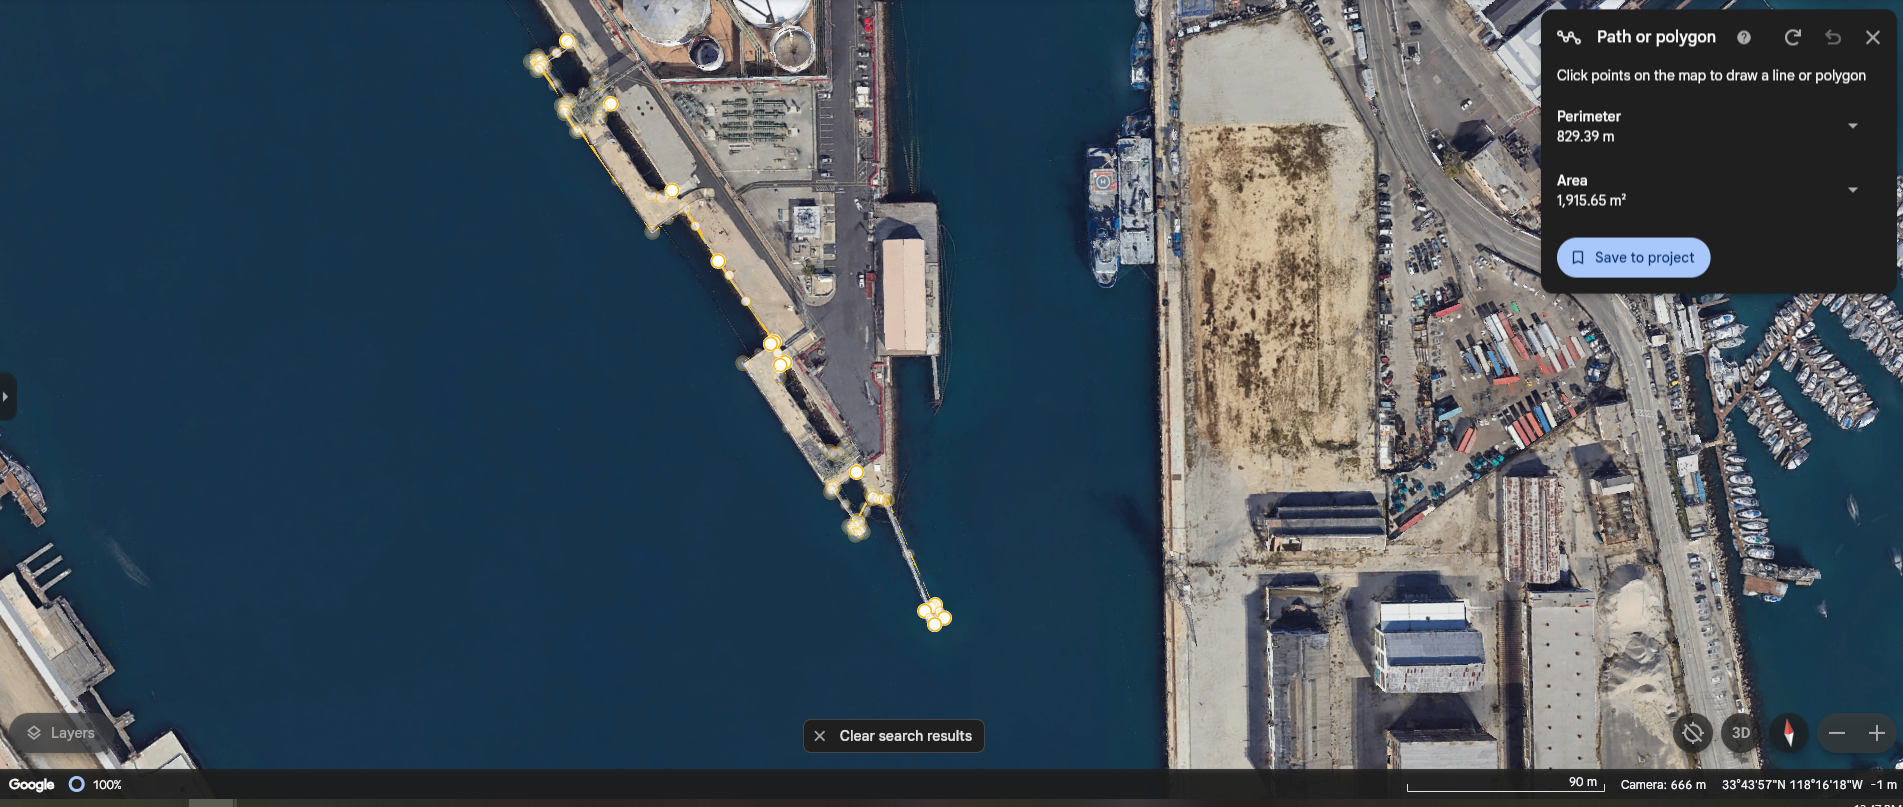 Path or polygon
Click points on the map to draw a line or polygon
Perimeter
829.39 m
Area
1,915.65 m²
Save to project
H
Layers
Clear search results
3D
Google
100%
90 m
Camera: 666 m
33°43'57"N 118°16'18"W
-1 m